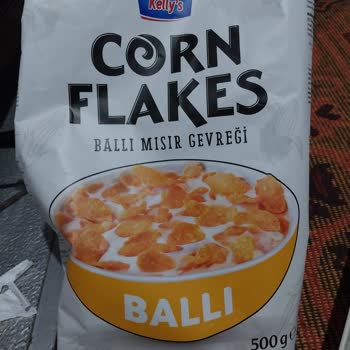 Kelly's
CORN
FLAKES
BALLI MISIR GEVREĞİ
BALLI
500g